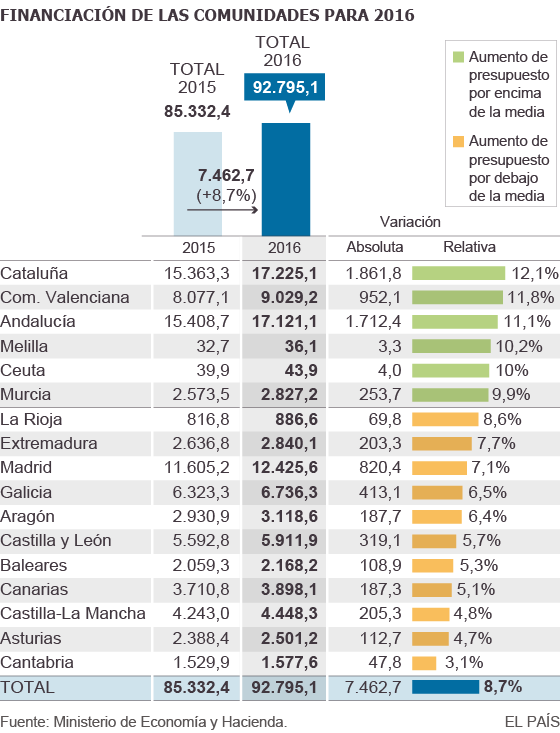 FINANCIACIÓN DE LAS COMUNIDADES PARA 2016
TOTAL
2015
85.332,4
TOTAL
2016
92.795,1
7.462,7
(+8,7%)
Aumento de
presupuesto
por encima
de la media
Aumento de
presupuesto
por debajo
de la media
Variación
2015 2016 Absoluta Relativa
Cataluña 15.363,3 17.225,1 1.861,8 12,1%
Com. Valenciana 8.077,1 9.029,2 952,1 11,8%
Andalucía 15.408,7 17.121,1 1.712,4 11,1%
Melilla 32,7 36,1 3,3 10,2%
Ceuta 39,9 43,9 4,0 10%
Murcia 2.573,5 2.827,2 253,7 9,9%
La Rioja 816,8 886,6 69,8 8,6%
Extremadura 2.636,8 2.840,1 203,3 7,7%
Madrid 11.605,2 12.425,6 820,4 7,1%
Galicia 6.323,3 6.736,3 413,1 6,5%
Aragón 2.930,9 3.118,6 187,7 6,4%
Castilla y León 5.592,8 5.911,9 319,1 5,7%
Baleares 2.059,3 2.168,2 108,9 5,3%
Canarias 3.710,8 3.898,1 187,3 5,1%
Castilla-La Mancha 4.243,0 4.448,3 205,3 4,8%
Asturias 2.388,4 2.501,2 112,7 4,7%
Cantabria 1.529,9 1.577,6 47,8 3,1%
TOTAL 85.332,4 92.795,1 7.462,7 8,7%
Fuente: Ministerio de Economía y Hacienda. EL PAÍS